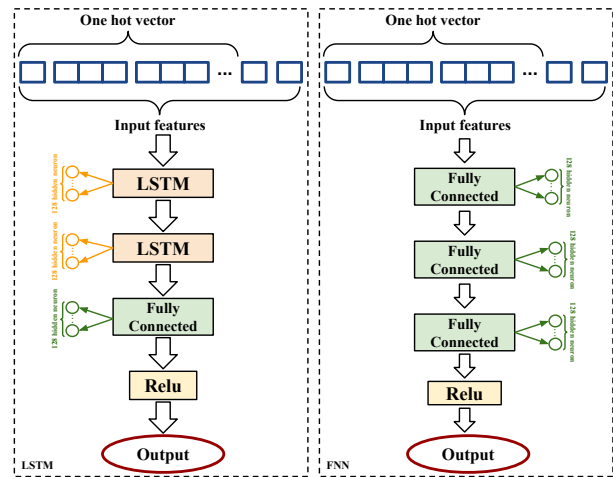 One hot vector
...
Input features
LSTM
128 hidden neuron
LSTM
128 hidden neuron
Fully
Connected
128 hidden neuron
Relu
Output
LSTM
One hot vector
...
Input features
Fully
Connected
128 hidden neuron
Fully
Connected
128 hidden neuron
Fully
Connected
128 hidden neuron
Relu
Output
FNN